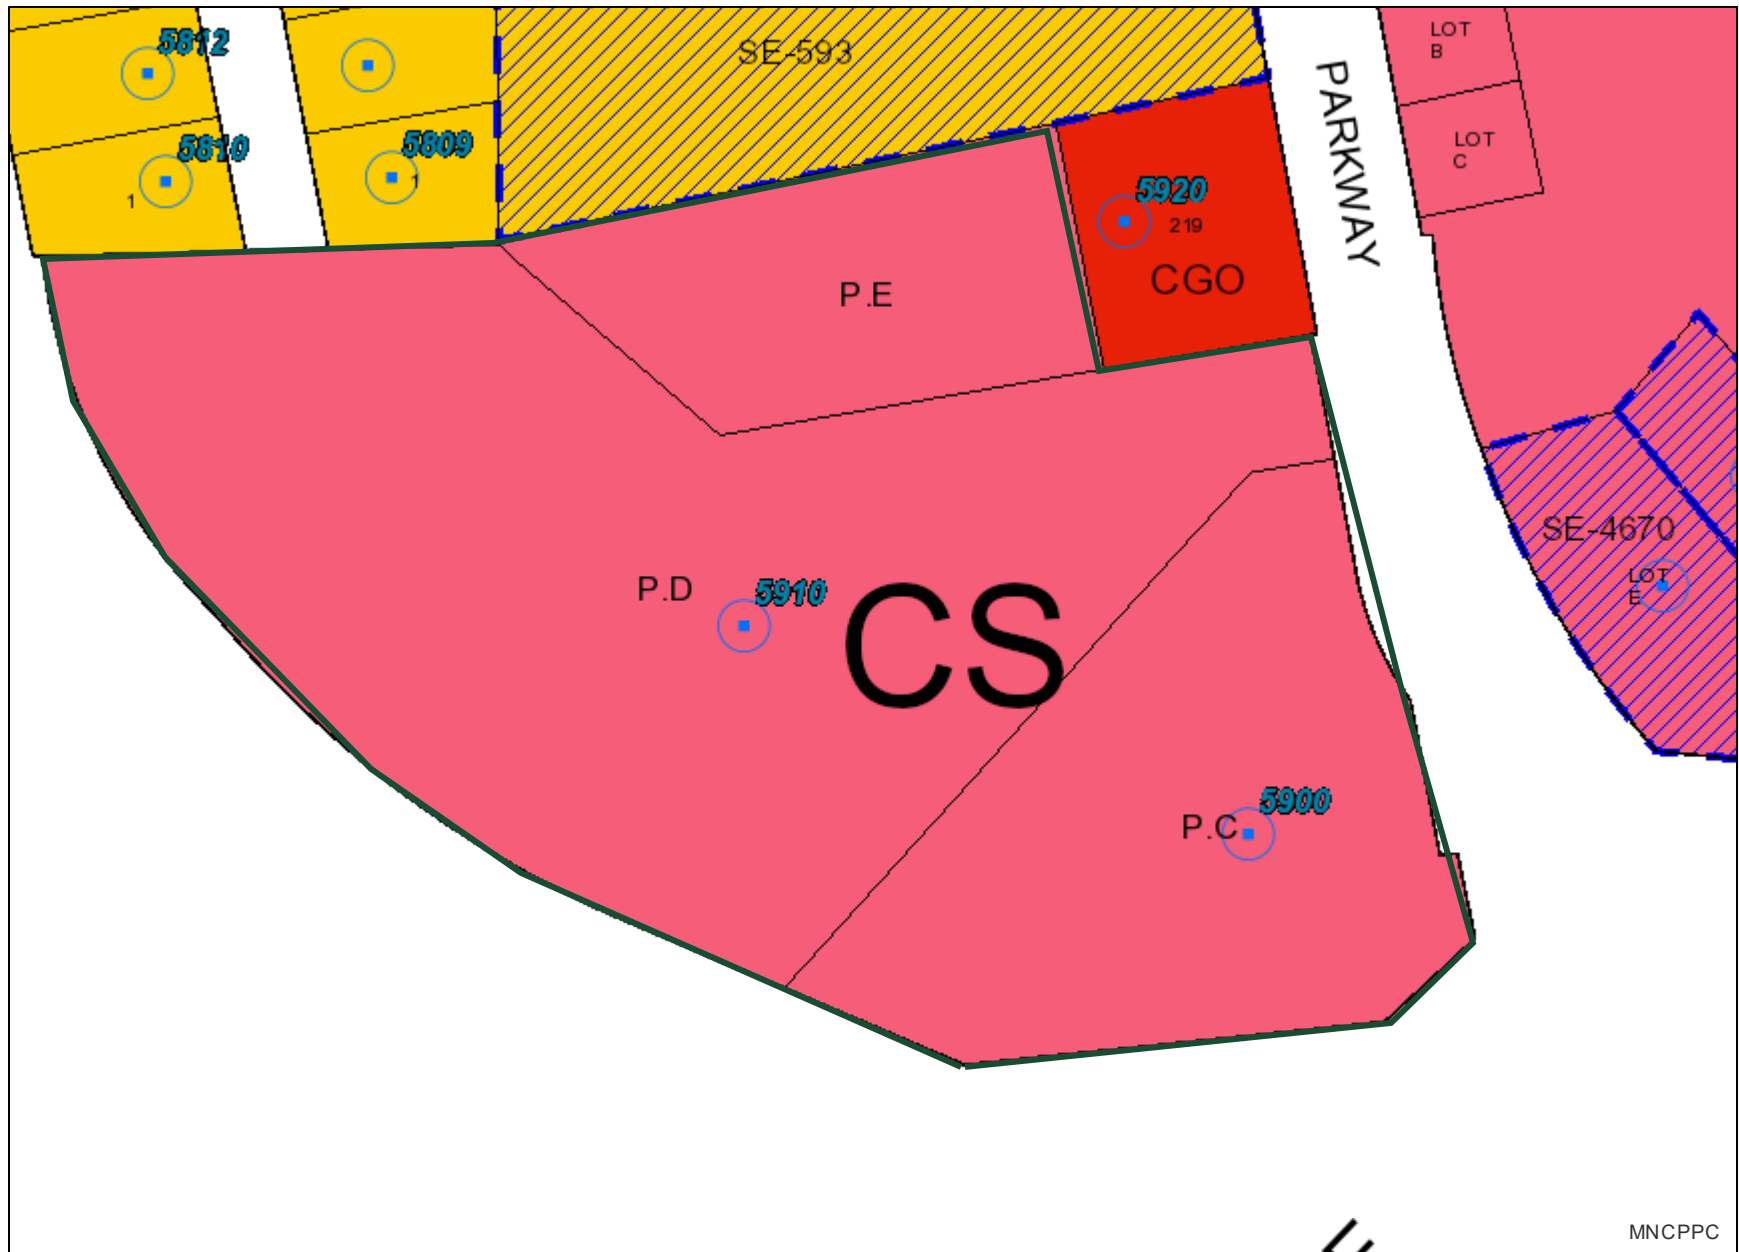 5812
SE-593
LOT
B
PARKWAY
5810
1
5809
1
LOT
C
5920
219
CGO
P.E
SE-4670
LOT
E
P.D
5910
CS
5900
P.C
MNCPPC